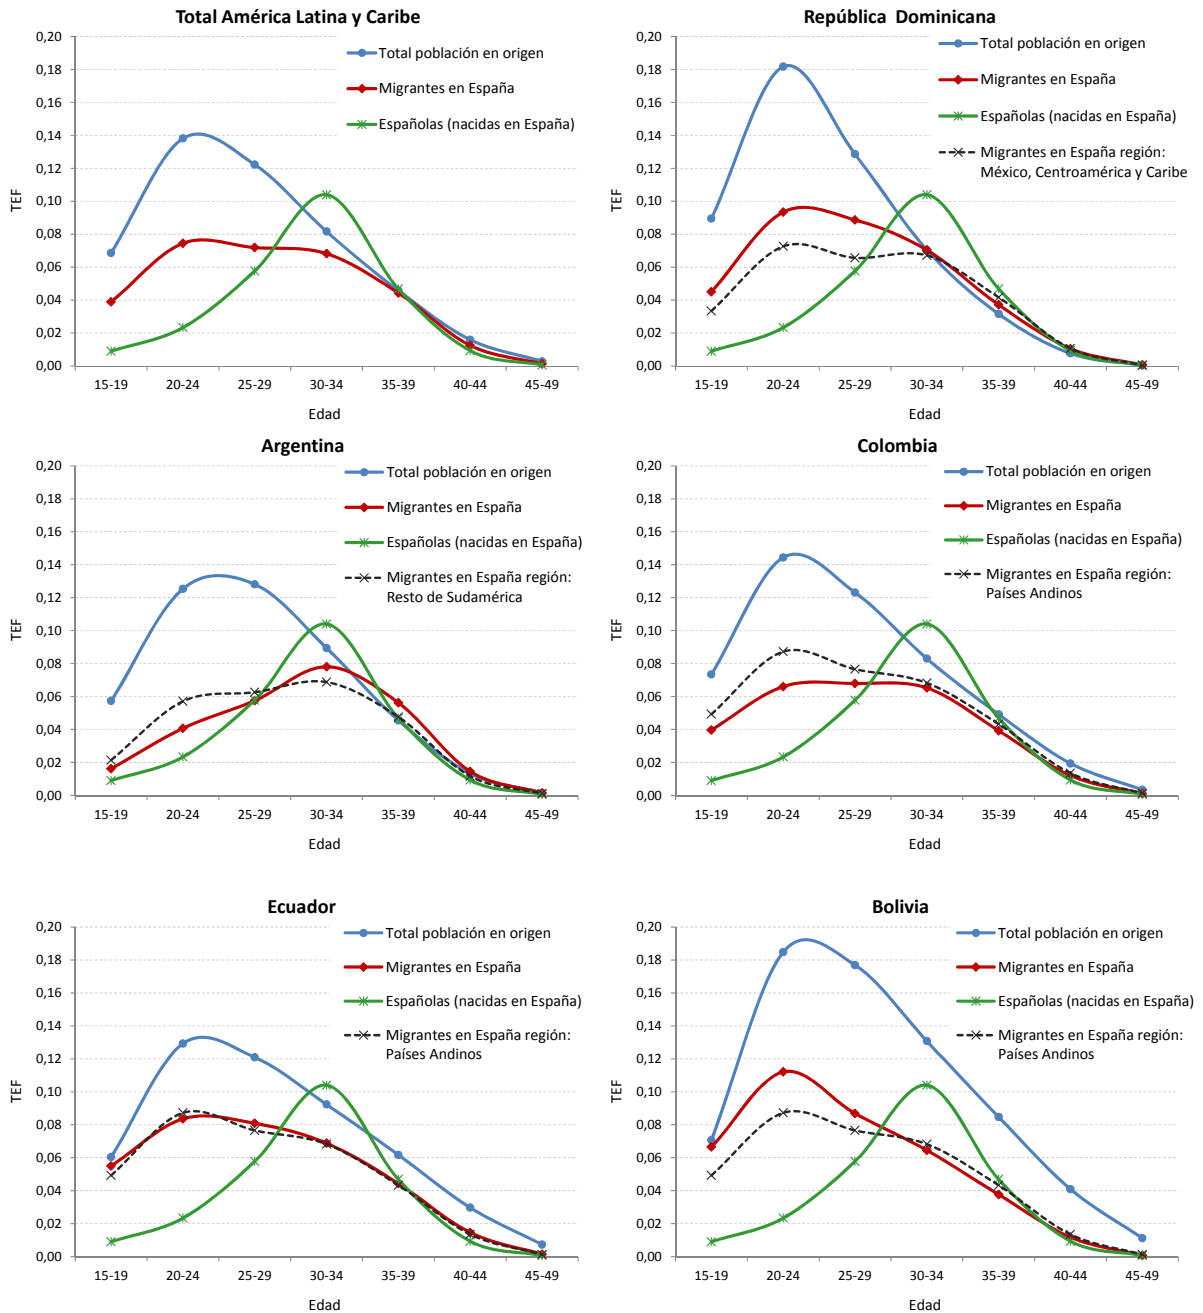 Total América Latina y Caribe
0,20
0,18
0,16
0,14
0,12
0,10
0,08
0,06
0,04
0,02
0,00
TEF
15-19 20-24 25-29 30-34 35-39 40-44 45-49
Edad
Total población en origen
Migrantes en España
Españolas (nacidas en España)
República Dominicana
0,20
0,18
0,16
0,14
0,12
0,10
0,08
0,06
0,04
0,02
0,00
TEF
15-19 20-24 25-29 30-34 35-39 40-44 45-49
Edad
Total población en origen
Migrantes en España
Españolas (nacidas en España)
Migrantes en España región:
México, Centroamérica y Caribe
Argentina
0,20
0,18
0,16
0,14
0,12
0,10
0,08
0,06
0,04
0,02
0,00
TEF
15-19 20-24 25-29 30-34 35-39 40-44 45-49
Edad
Total población en origen
Migrantes en España
Españolas (nacidas en España)
Migrantes en España región:
Resto de Sudamérica
Colombia
0,20
0,18
0,16
0,14
0,12
0,10
0,08
0,06
0,04
0,02
0,00
TEF
15-19 20-24 25-29 30-34 35-39 40-44 45-49
Edad
Total población en origen
Migrantes en España
Españolas (nacidas en España)
Migrantes en España región:
Países Andinos
Ecuador
0,20
0,18
0,16
0,14
0,12
0,10
0,08
0,06
0,04
0,02
0,00
TEF
15-19 20-24 25-29 30-34 35-39 40-44 45-49
Edad
Total población en origen
Migrantes en España
Españolas (nacidas en España)
Migrantes en España región:
Países Andinos
Bolivia
0,20
0,18
0,16
0,14
0,12
0,10
0,08
0,06
0,04
0,02
0,00
TEF
15-19 20-24 25-29 30-34 35-39 40-44 45-49
Edad
Total población en origen
Migrantes en España
Españolas (nacidas en España)
Migrantes en España región:
Países Andinos